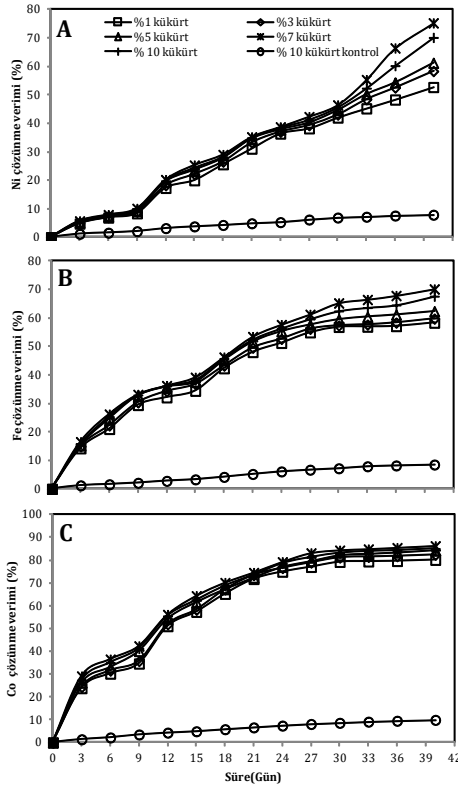 A
%1 kükürt
%3 kükürt
%5 kükürt
%7 kükürt
% 10 kükürt
% 10 kükürt kontrol
Ni çözünme verimi (%)
80
70
60
50
40
30
20
10
0
B
Fe çözünme verimi (%)
80
70
60
50
40
30
20
10
0
C
Co çözünme verimi (%)
100
90
80
70
60
50
40
30
20
10
0
0 3 6 9 12 15 18 21 24 27 30 33 36 39 42
Süre(Gün)